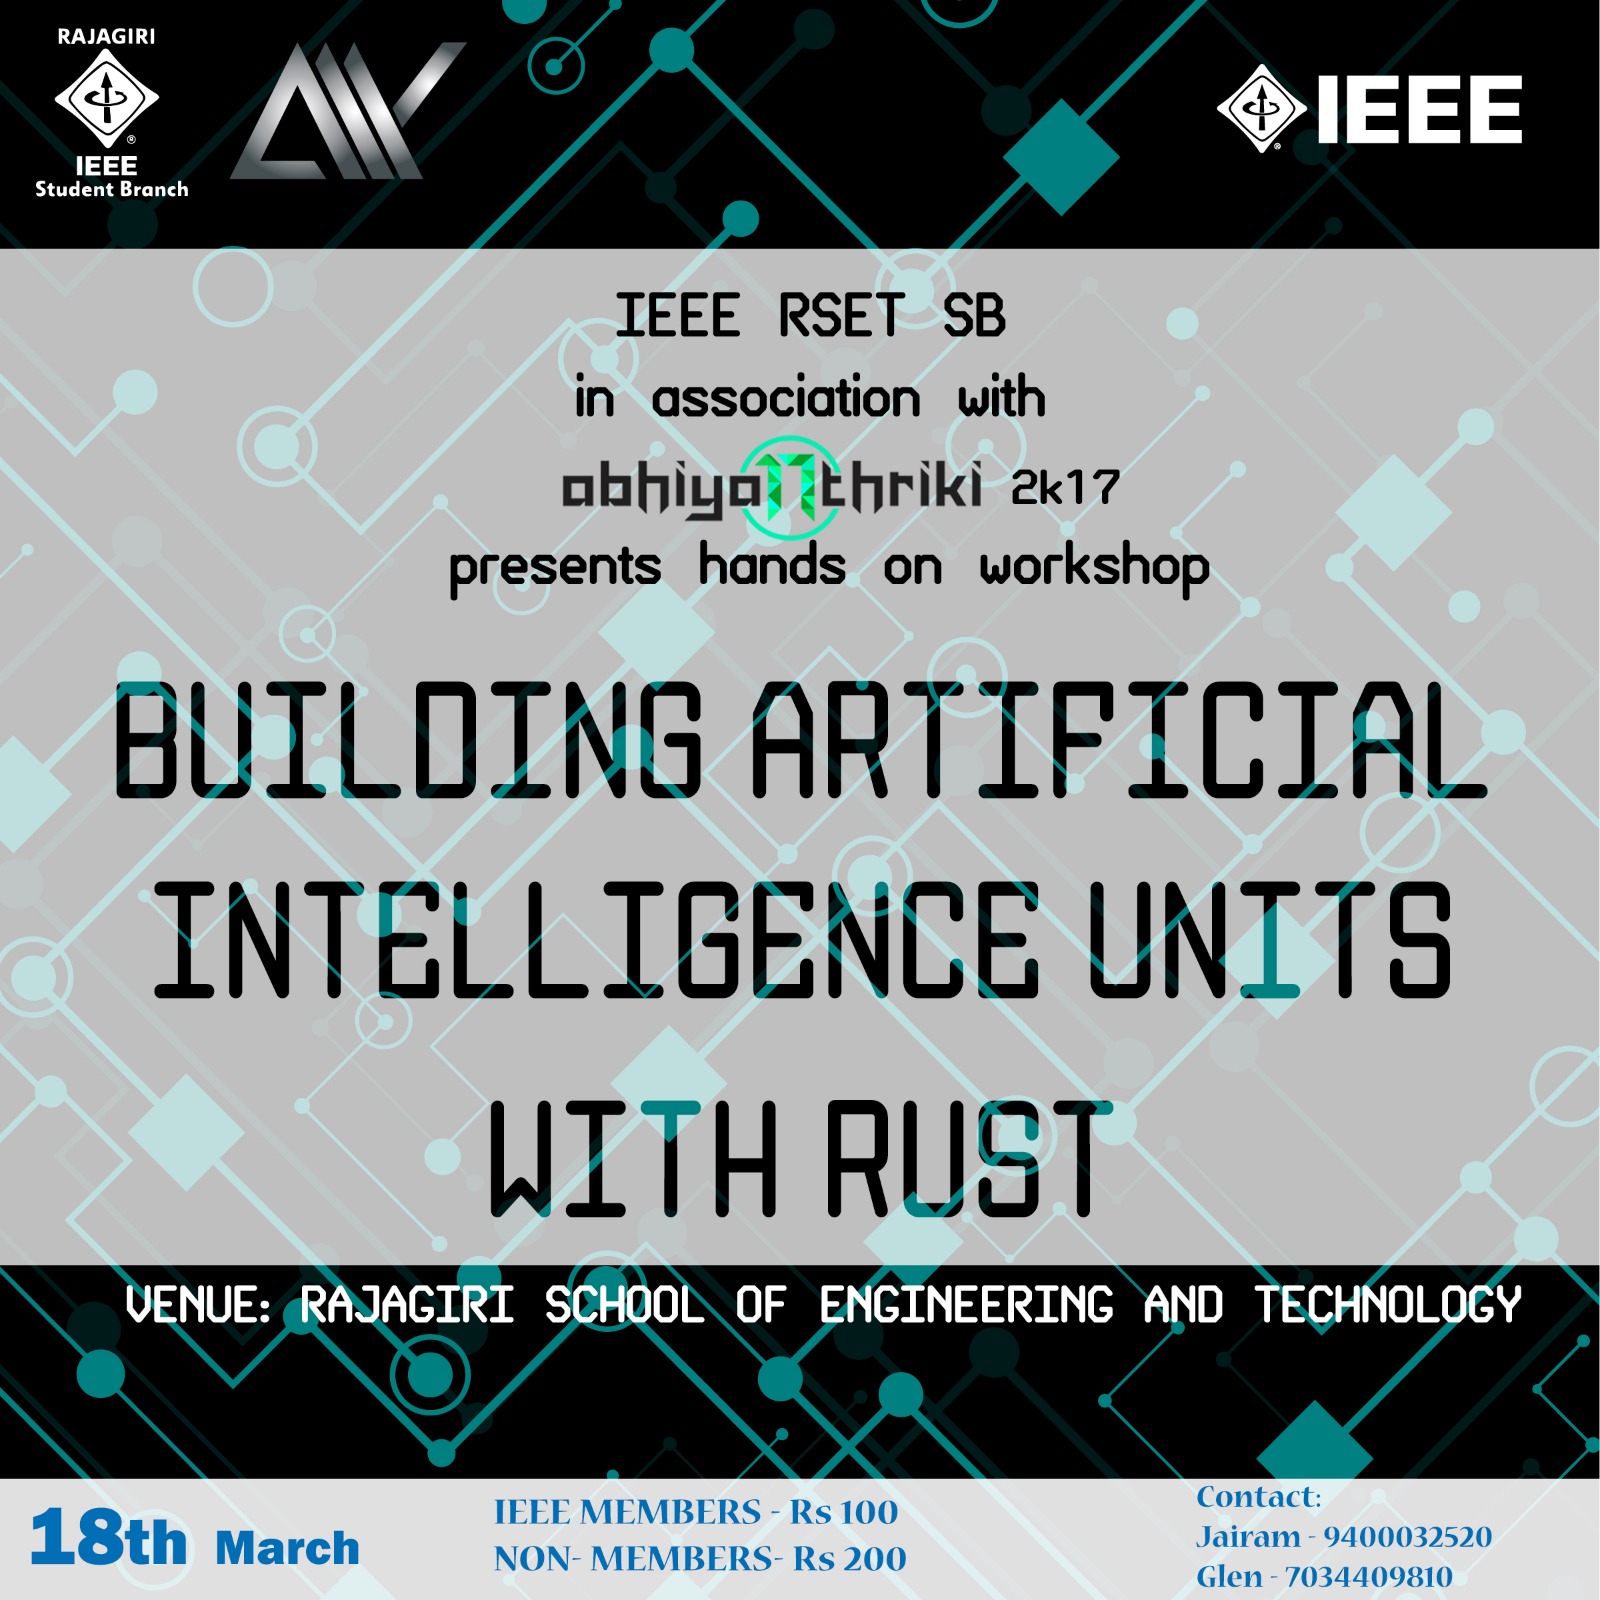 RAJAGIRI
IEEE
Student Branch
IEEE
IEEE RSET SB
in association with
abhiyanthriki 2k17
presents hands on workshop
BUILDING ARTIFICIAL
INTELLIGENCE UNITS
WITH RUST
VENUE: RAJAGIRI SCHOOL OF ENGINEERING AND TECHNOLOGY
18th March
IEEE MEMBERS - Rs 100
NON- MEMBERS- Rs 200
Contact:
Jairam - 9400032520
Glen - 7034409810